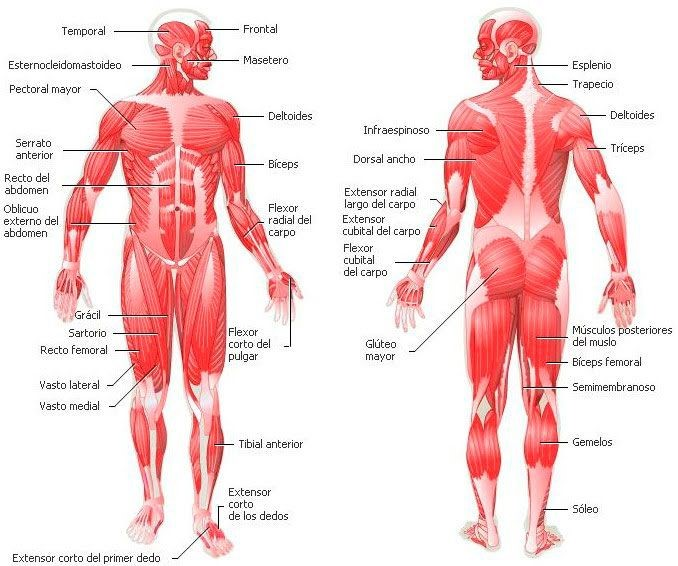 Temporal
Frontal
Esternocleidomastoideo
Masetero
Pectoral mayor
Deltoides
Serrato
anterior
Bíceps
Recto del
abdomen
Oblicuo
externo del
abdomen
Flexor
radial del
carpo
Grácil
Sartorio
Recto femoral
Flexor
corto del
pulgar
Vasto lateral
Vasto medial
Tibial anterior
Extensor
corto
de los dedos
Extensor corto del primer dedo
Esplenio
Trapecio
Deltoides
Infraespinoso
Tríceps
Dorsal ancho
Extensor radial
largo del carpo
Extensor
cubital del carpo
Flexor
cubital
del carpo
Glúteo
mayor
Músculos posteriores
del muslo
Bíceps femoral
Semimembranoso
Gemelos
Sóleo